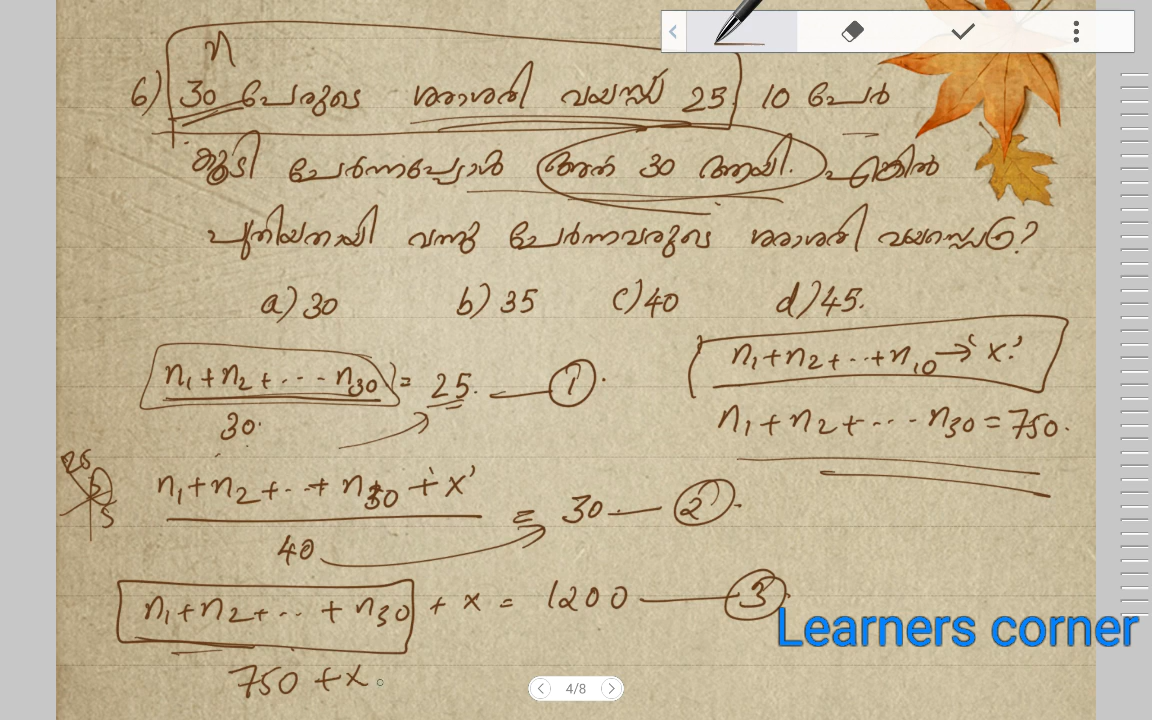 n
6) 30 പേരുടെ ശരാശരി വയസ്സ് 25. 10 പേർ
കൂടി ചേർന്നപ്പോൾ അത് 30 ആയി. എങ്കിൽ
പുതിയതായി വന്നു ചേർന്നവരുടെ ശരാശരി വയസ്സെത്ര?
a) 30 b) 35 c) 40 d) 45.
n₁+n₂+...+n₁₀ → 'x'
n₁+n₂+....n₃₀ = 25. — ①
30.
n₁+n₂+....n₃₀ = 750.
n₁+n₂+...+n₃₀ + 'x' = 30 — ②
40
n₁+n₂+...+n₃₀ + x = 1200 — ③
Learners corner
750 + x
4/8